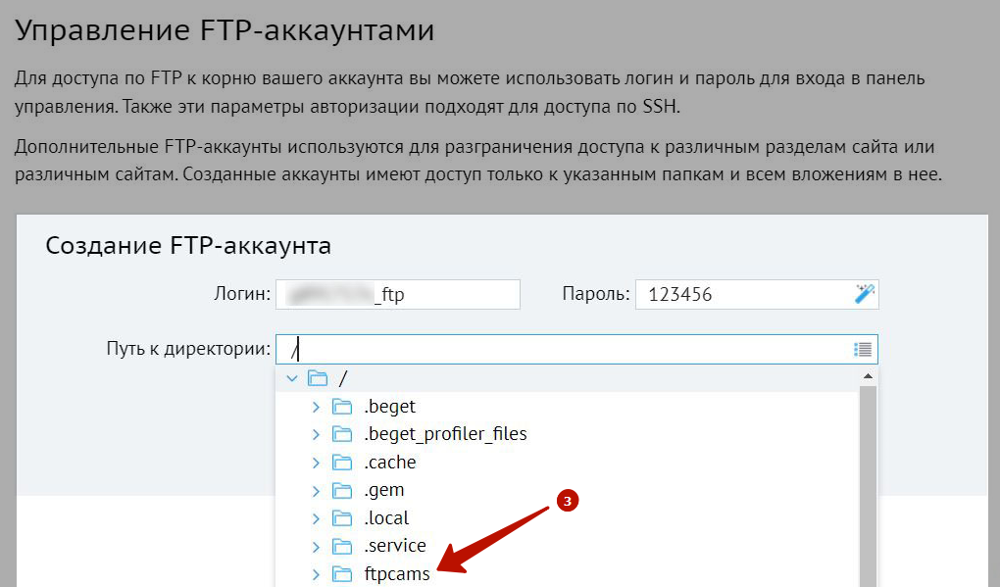 Управление FTP-аккаунтами
Для доступа по FTP к корню вашего аккаунта вы можете использовать логин и пароль для входа в панель
управления. Также эти параметры авторизации подходят для доступа по SSH.
Дополнительные FTP-аккаунты используются для разграничения доступа к различным разделам сайта или
различным сайтам. Созданные аккаунты имеют доступ только к указанным папкам и всем вложениям в нее.
Создание FTP-аккаунта
Логин: _ftp Пароль: 123456
Путь к директории: /
/
.beget
.beget_profiler_files
.cache
.gem
.local
3
.service
ftpcams